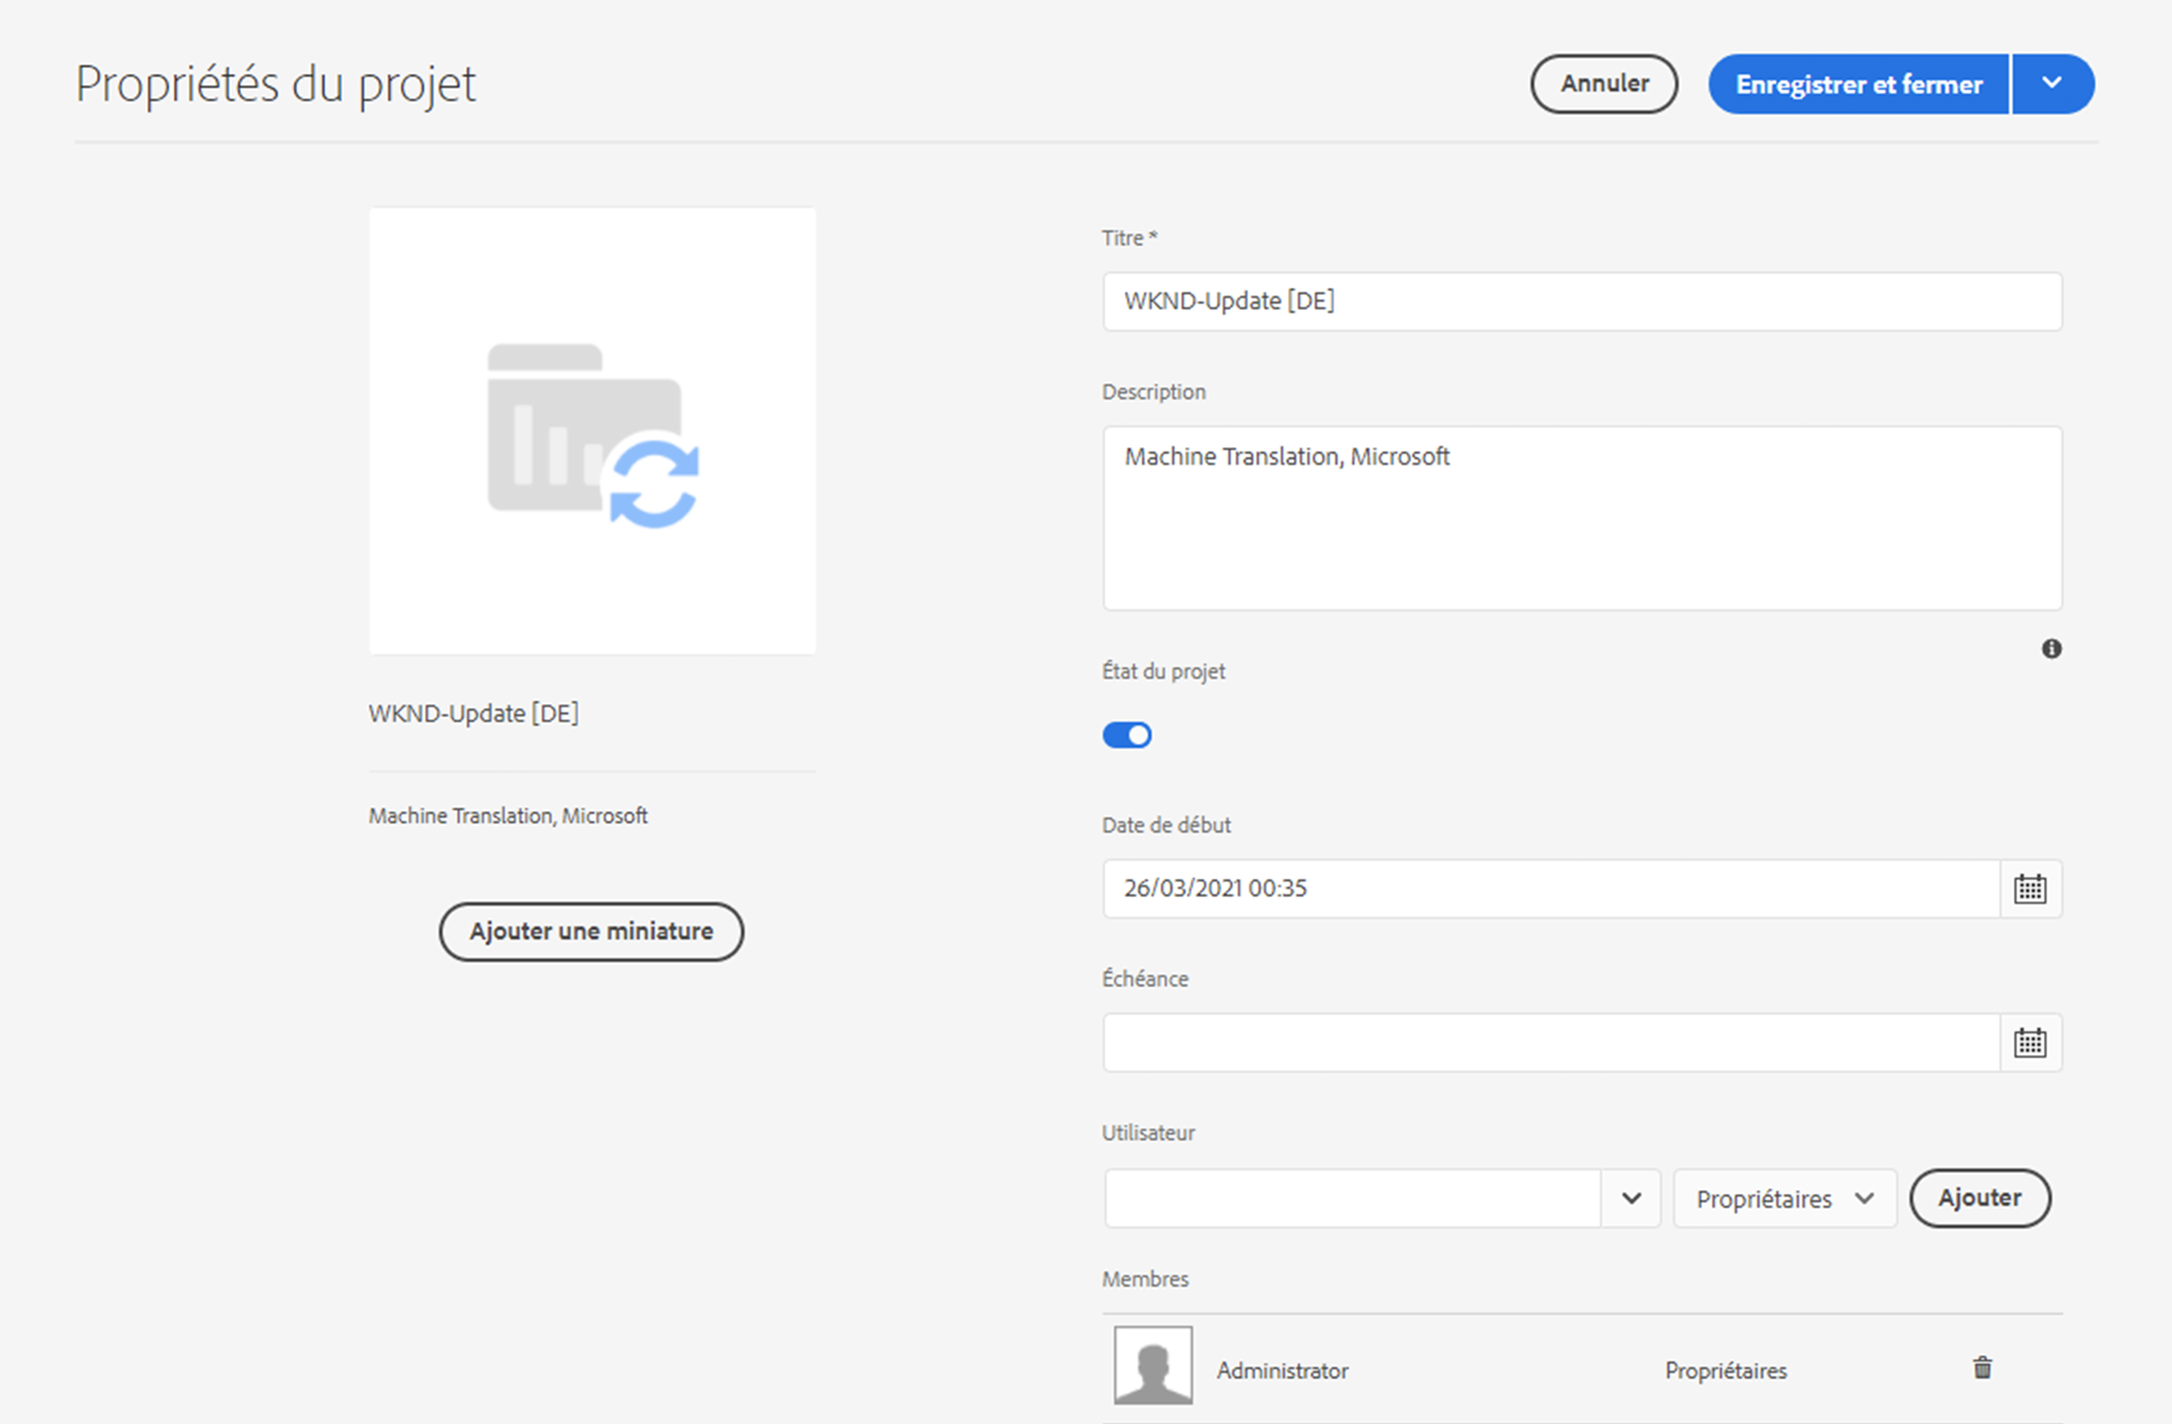 Propriétés du projet
Annuler
Enregistrer et fermer
WKND-Update [DE]
Machine Translation, Microsoft
Ajouter une miniature
Titre *
WKND-Update [DE]
Description
Machine Translation, Microsoft
État du projet
Date de début
26/03/2021 00:35
Échéance
Utilisateur
Propriétaires
Ajouter
Membres
Administrator
Propriétaires